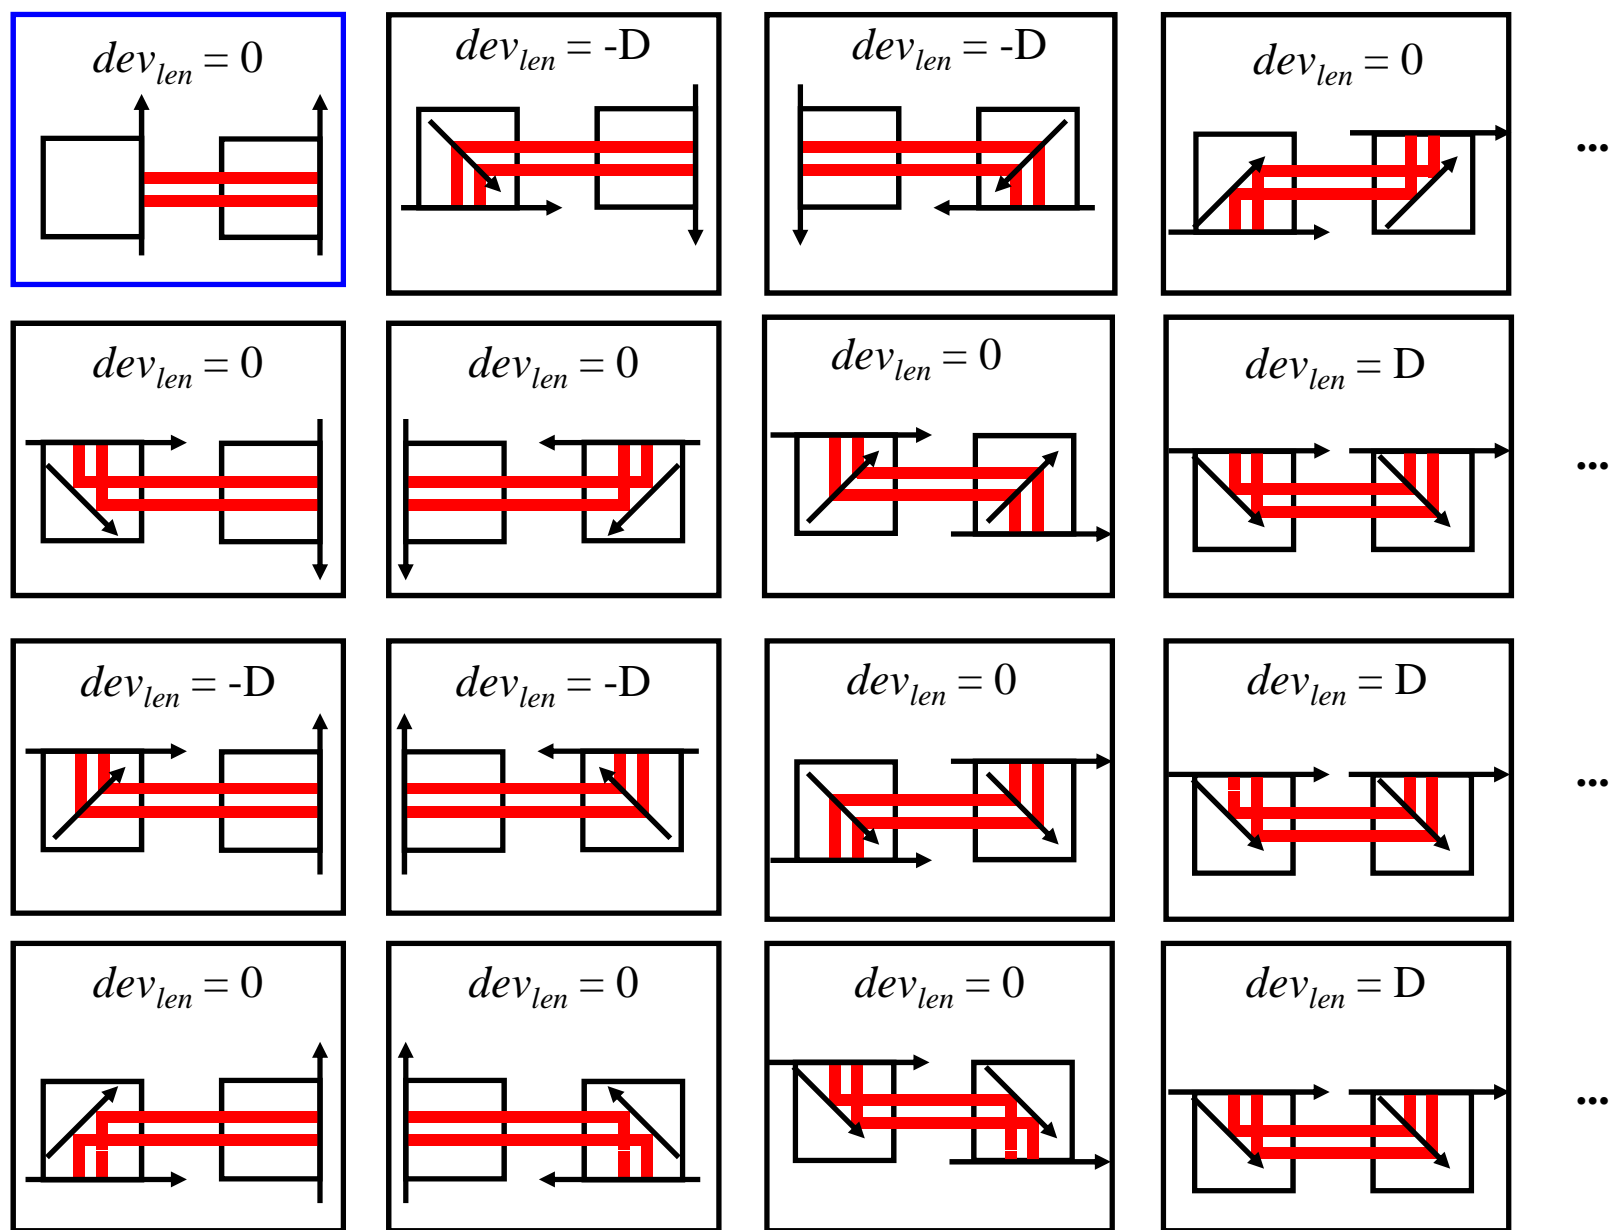 dev_len = 0
dev_len = -D
dev_len = -D
dev_len = 0
...
dev_len = 0
dev_len = 0
dev_len = 0
dev_len = D
...
dev_len = -D
dev_len = -D
dev_len = 0
dev_len = D
...
dev_len = 0
dev_len = 0
dev_len = 0
dev_len = D
...